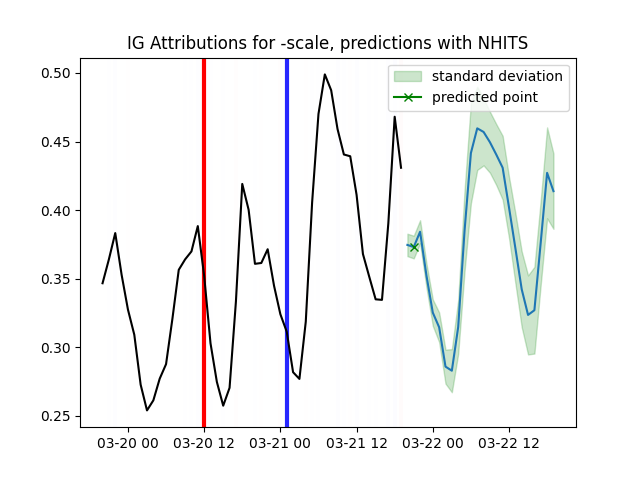 IG Attributions for -scale, predictions with NHITS
standard deviation
predicted point
0.50
0.45
0.40
0.35
0.30
0.25
03-20 00 03-20 12 03-21 00 03-21 12 03-22 00 03-22 12